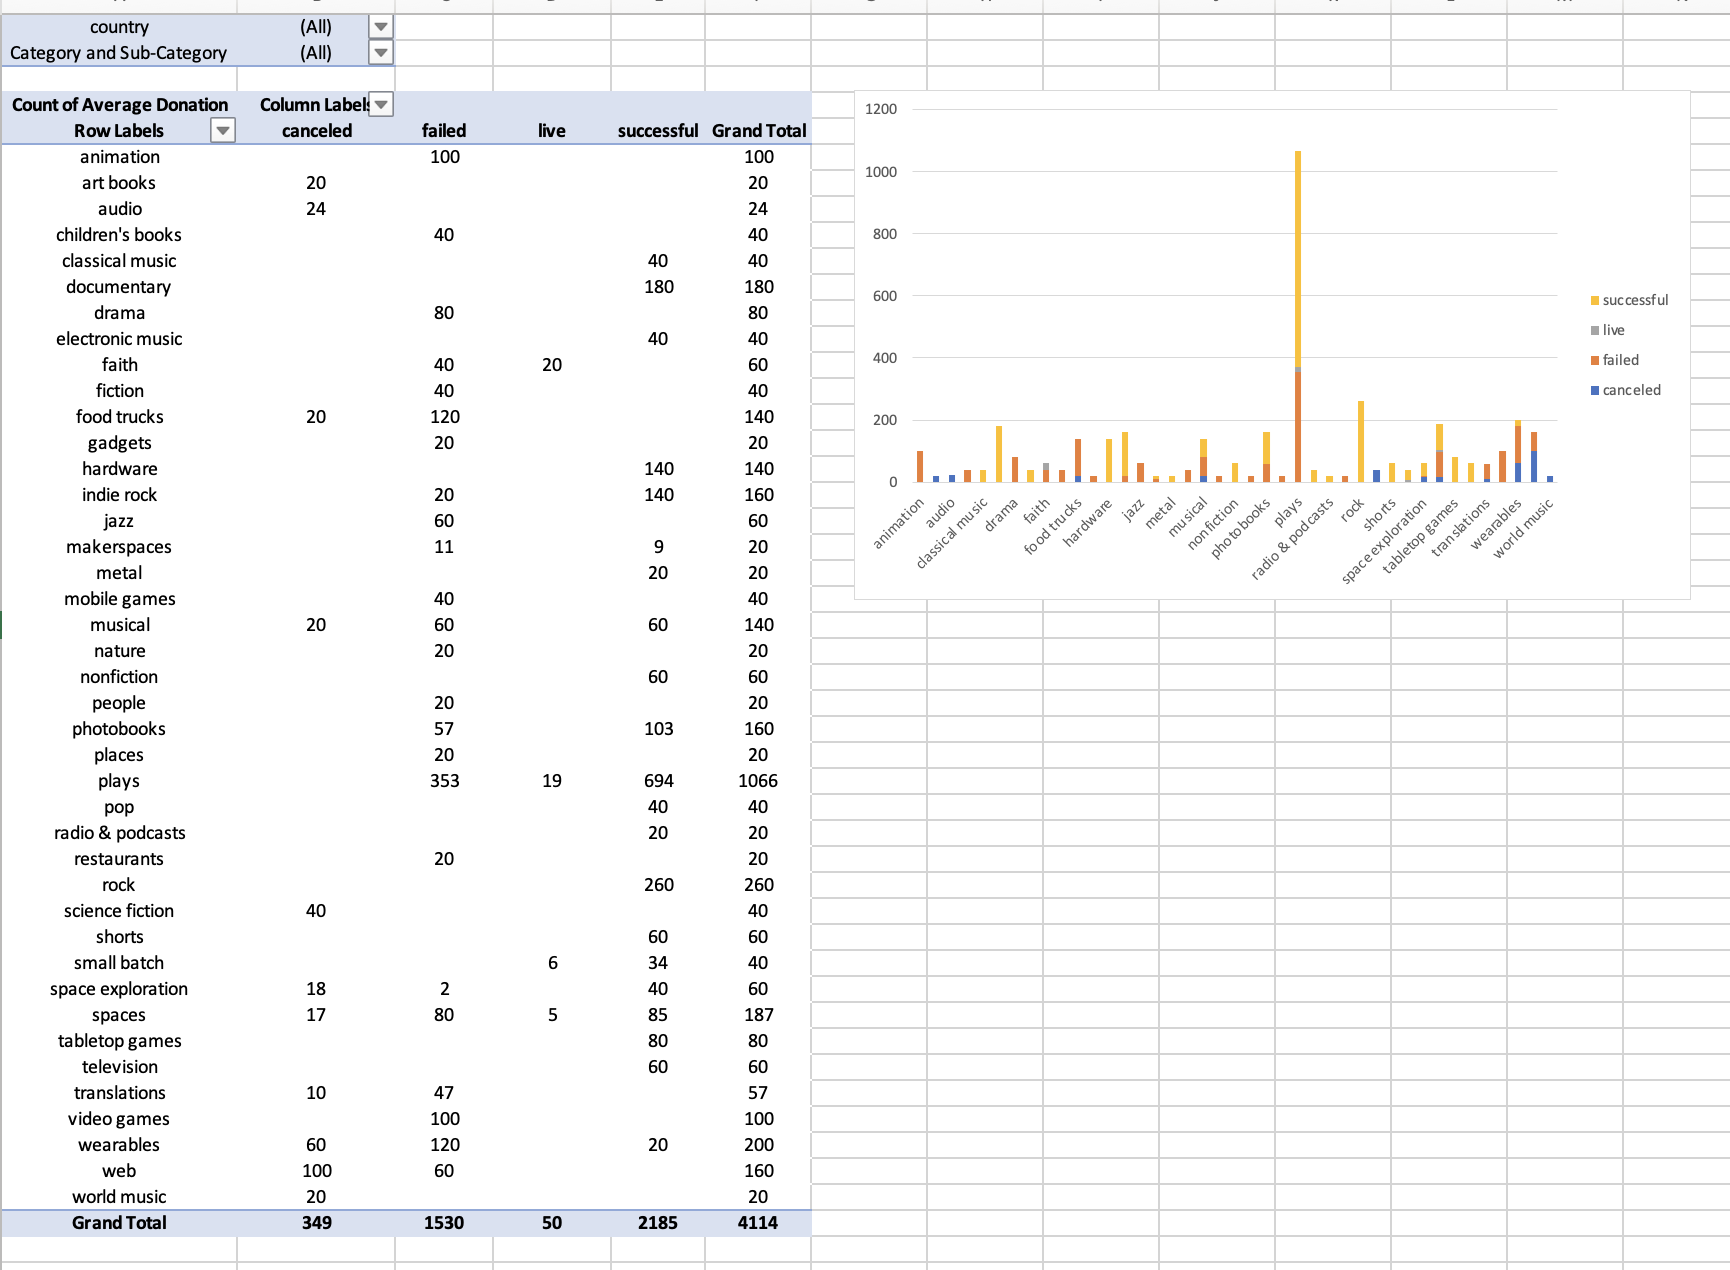 country (All)
Category and Sub-Category (All)
Count of Average Donation Column Labels
Row Labels canceled failed live successful Grand Total
animation 100 100
art books 20 20
audio 24 24
children's books 40 40
classical music 40 40
documentary 180 180
drama 80 80
electronic music 40 40
faith 40 20 60
fiction 40 40
food trucks 20 120 140
gadgets 20 20
hardware 140 140
indie rock 20 140 160
jazz 60 60
makerspaces 11 9 20
metal 20 20
mobile games 40 40
musical 20 60 60 140
nature 20 20
nonfiction 60 60
people 20 20
photobooks 57 103 160
places 20 20
plays 353 19 694 1066
pop 40 40
radio & podcasts 20 20
restaurants 20 20
rock 260 260
science fiction 40 40
shorts 60 60
small batch 6 34 40
space exploration 18 2 40 60
spaces 17 80 5 85 187
tabletop games 80 80
television 60 60
translations 10 47 57
video games 100 100
wearables 60 120 20 200
web 100 60 160
world music 20 20
Grand Total 349 1530 50 2185 4114
1200
1000
800
600
400
200
0
animation
audio
classical music
drama
faith
food trucks
hardware
jazz
metal
musical
nonfiction
photobooks
plays
radio & podcasts
rock
shorts
space exploration
tabletop games
translations
wearables
world music
successful
live
failed
canceled